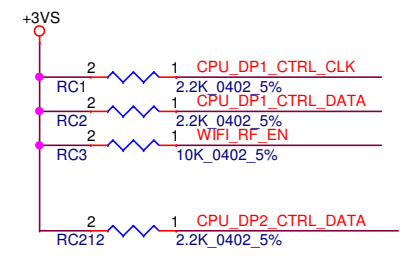 +3VS
2 1 CPU_DP1_CTRL_CLK
RC1 2.2K_0402_5%
2 1 CPU_DP1_CTRL_DATA
RC2 2.2K_0402_5%
2 1 WIFI_RF_EN
RC3 10K_0402_5%
2 1 CPU_DP2_CTRL_DATA
RC212 2.2K_0402_5%